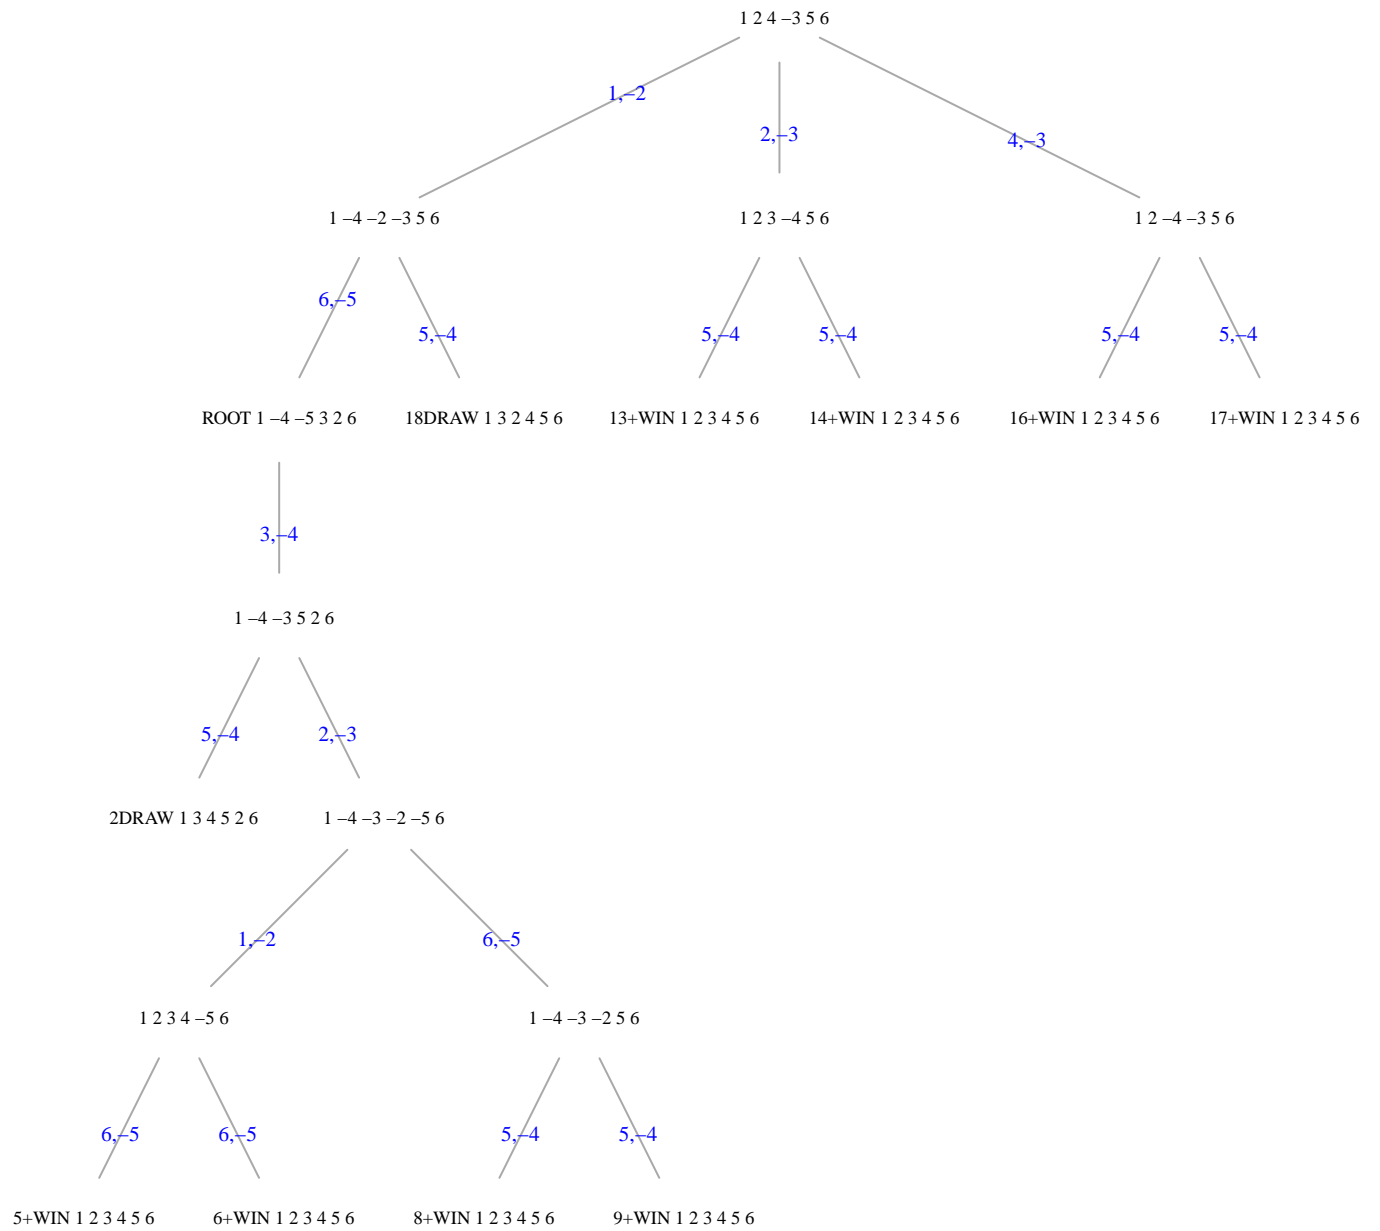 1 2 4 −3 5 6
1,−2
2,−3
4,−3
1 −4 −2 −3 5 6
1 2 3 −4 5 6
1 2 −4 −3 5 6
6,−5
5,−4
5,−4
5,−4
5,−4
5,−4
ROOT 1 −4 −5 3 2 6
18DRAW 1 3 2 4 5 6
13+WIN 1 2 3 4 5 6
14+WIN 1 2 3 4 5 6
16+WIN 1 2 3 4 5 6
17+WIN 1 2 3 4 5 6
3,−4
1 −4 −3 5 2 6
5,−4
2,−3
2DRAW 1 3 4 5 2 6
1 −4 −3 −2 −5 6
1,−2
6,−5
1 2 3 4 −5 6
1 −4 −3 −2 5 6
6,−5
6,−5
5,−4
5,−4
5+WIN 1 2 3 4 5 6
6+WIN 1 2 3 4 5 6
8+WIN 1 2 3 4 5 6
9+WIN 1 2 3 4 5 6